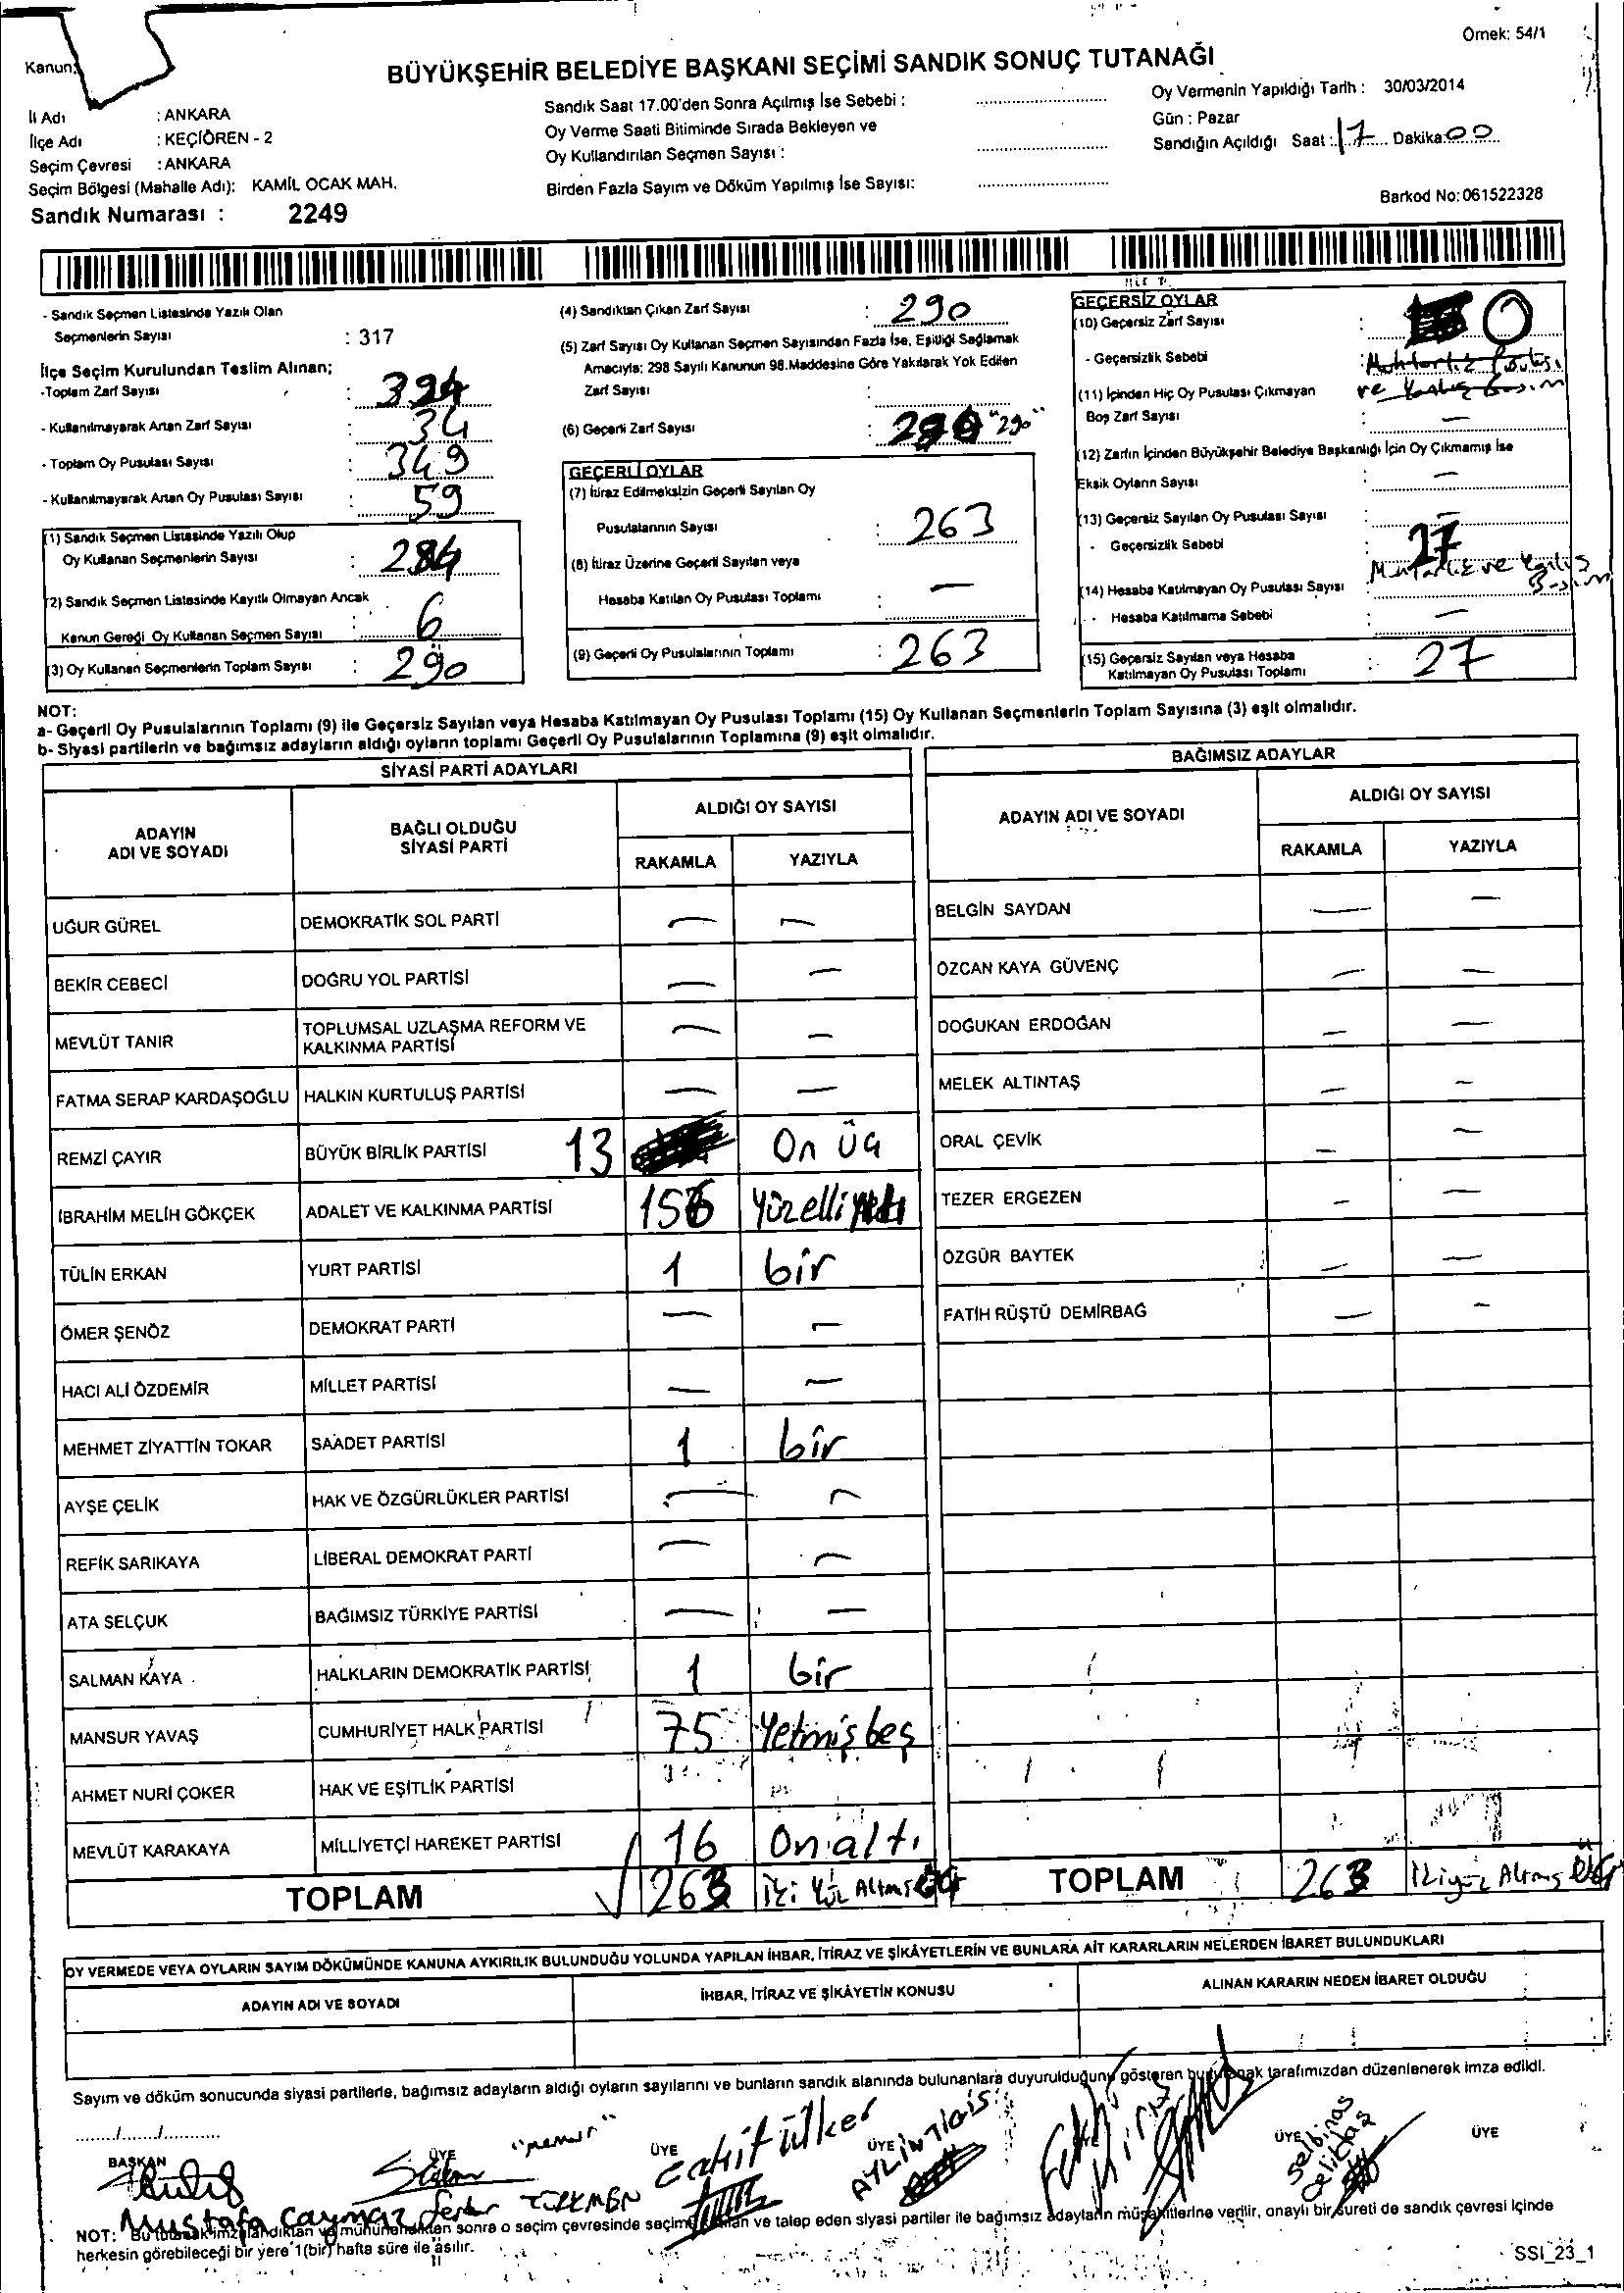 Örnek: 54/1
Kanun:
BÜYÜKŞEHİR BELEDİYE BAŞKANI SEÇİMİ SANDIK SONUÇ TUTANAĞI
İl Adı : ANKARA
İlçe Adı : KEÇİÖREN - 2
Seçim Çevresi : ANKARA
Seçim Bölgesi (Mahalle Adı): KAMİL OCAK MAH.
Sandık Numarası : 2249
Sandık Saat 17.00'den Sonra Açılmış İse Sebebi :
Oy Verme Saati Bitiminde Sırada Bekleyen ve
Oy Kullandırılan Seçmen Sayısı :
Birden Fazla Sayım ve Döküm Yapılmış İse Sayısı:
Oy Vermenin Yapıldığı Tarih : 30/03/2014
Gün : Pazar
Sandığın Açıldığı Saat : 17 Dakika: 00
Barkod No: 061522328
- Sandık Seçmen Listesinde Yazılı Olan
Seçmenlerin Sayısı : 317
İlçe Seçim Kurulundan Teslim Alınan;
-Toplam Zarf Sayısı : 324
- Kullanılmayarak Artan Zarf Sayısı : 34
- Toplam Oy Pusulası Sayısı : 349
- Kullanılmayarak Artan Oy Pusulası Sayısı : 59
(1) Sandık Seçmen Listesinde Yazılı Olup
Oy Kullanan Seçmenlerin Sayısı : 284
(2) Sandık Seçmen Listesinde Kayıtlı Olmayan Ancak
Kanun Gereği Oy Kullanan Seçmen Sayısı : 6
(3) Oy Kullanan Seçmenlerin Toplam Sayısı : 290
(4) Sandıktan Çıkan Zarf Sayısı : 290
(5) Zarf Sayısı Oy Kullanan Seçmen Sayısından Fazla İse, Eşitliği Sağlamak
Amacıyla: 298 Sayılı Kanunun 98.Maddesine Göre Yakılarak Yok Edilen
Zarf Sayısı :
(6) Geçerli Zarf Sayısı : "290"
GEÇERLİ OYLAR
(7) İtiraz Edilmeksizin Geçerli Sayılan Oy
Pusulalarının Sayısı : 263
(8) İtiraz Üzerine Geçerli Sayılan veya
Hesaba Katılan Oy Pusulası Toplamı : —
(9) Geçerli Oy Pusulalarının Toplamı : 263
GEÇERSİZ OYLAR
(10) Geçersiz Zarf Sayısı : 0
- Geçersizlik Sebebi :
(11) İçinden Hiç Oy Pusulası Çıkmayan
Boş Zarf Sayısı —
(12) Zarfın İçinden Büyükşehir Belediye Başkanlığı İçin Oy Çıkmamış İse
Eksik Oyların Sayısı : —
(13) Geçersiz Sayılan Oy Pusulası Sayısı : 27
- Geçersizlik Sebebi
(14) Hesaba Katılmayan Oy Pusulası Sayısı
- Hesaba Katılmama Sebebi —
(15) Geçersiz Sayılan veya Hesaba
Katılmayan Oy Pusulası Toplamı : 27
NOT:
a- Geçerli Oy Pusulalarının Toplamı (9) ile Geçersiz Sayılan veya Hesaba Katılmayan Oy Pusulası Toplamı (15) Oy Kullanan Seçmenlerin Toplam Sayısına (3) eşit olmalıdır.
b- Siyasi partilerin ve bağımsız adayların aldığı oyların toplamı Geçerli Oy Pusulalarının Toplamına (9) eşit olmalıdır.
SİYASİ PARTİ ADAYLARI
ADAYIN ADI VE SOYADI
BAĞLI OLDUĞU SİYASİ PARTİ
ALDIĞI OY SAYISI
RAKAMLA YAZIYLA
UĞUR GÜREL DEMOKRATİK SOL PARTİ — —
BEKİR CEBECİ DOĞRU YOL PARTİSİ — —
MEVLÜT TANIR TOPLUMSAL UZLAŞMA REFORM VE KALKINMA PARTİSİ — —
FATMA SERAP KARDAŞOĞLU HALKIN KURTULUŞ PARTİSİ — —
REMZİ ÇAYIR BÜYÜK BİRLİK PARTİSİ 13 On üç
İBRAHİM MELİH GÖKÇEK ADALET VE KALKINMA PARTİSİ 156 Yüzelli
TÜLİN ERKAN YURT PARTİSİ 1 bir
ÖMER ŞENÖZ DEMOKRAT PARTİ — —
HACI ALİ ÖZDEMİR MİLLET PARTİSİ — —
MEHMET ZİYATTİN TOKAR SAADET PARTİSİ 1 bir
AYŞE ÇELİK HAK VE ÖZGÜRLÜKLER PARTİSİ — —
REFİK SARIKAYA LİBERAL DEMOKRAT PARTİ — —
ATA SELÇUK BAĞIMSIZ TÜRKİYE PARTİSİ — —
SALMAN KAYA HALKLARIN DEMOKRATİK PARTİSİ 1 bir
MANSUR YAVAŞ CUMHURİYET HALK PARTİSİ 75 Yetmiş beş
AHMET NURİ ÇOKER HAK VE EŞİTLİK PARTİSİ
MEVLÜT KARAKAYA MİLLİYETÇİ HAREKET PARTİSİ 16 On altı
TOPLAM 263 İki Yüz Altmış üç
BAĞIMSIZ ADAYLAR
ADAYIN ADI VE SOYADI
ALDIĞI OY SAYISI
RAKAMLA YAZIYLA
BELGİN SAYDAN — —
ÖZCAN KAYA GÜVENÇ — —
DOĞUKAN ERDOĞAN — —
MELEK ALTINTAŞ — —
ORAL ÇEVİK — —
TEZER ERGEZEN — —
ÖZGÜR BAYTEK — —
FATİH RÜŞTÜ DEMİRBAĞ — —
TOPLAM 263 İkiyüz Altmış üç
OY VERMEDE VEYA OYLARIN SAYIM DÖKÜMÜNDE KANUNA AYKIRILIK BULUNDUĞU YOLUNDA YAPILAN İHBAR, İTİRAZ VE ŞİKÂYETLERİN VE BUNLARA AİT KARARLARIN NELERDEN İBARET BULUNDUKLARI
ADAYIN ADI VE SOYADI İHBAR, İTİRAZ VE ŞİKÂYETİN KONUSU ALINAN KARARIN NEDEN İBARET OLDUĞU
Sayım ve döküm sonucunda siyasi partilerle, bağımsız adayların aldığı oyların sayılarını ve bunların sandık alanında bulunanlara duyurulduğunu gösteren bu tutanak tarafımızdan düzenlenerek imza edildi.
....../....../............
BAŞKAN ÜYE "memur" ÜYE Cahit ülker ÜYE ÜYE Selbinas ÜYE
Mustafa Caymaz Serdar TÜRKMEN
NOT: Bu tutanak imzalandıktan ve mühürlendikten sonra o seçim çevresinde seçime katılan ve talep eden siyasi partiler ile bağımsız adayların müşahitlerine verilir, onaylı bir sureti de sandık çevresi içinde
herkesin görebileceği bir yere 1(bir) hafta süre ile asılır.
SSI_23_1